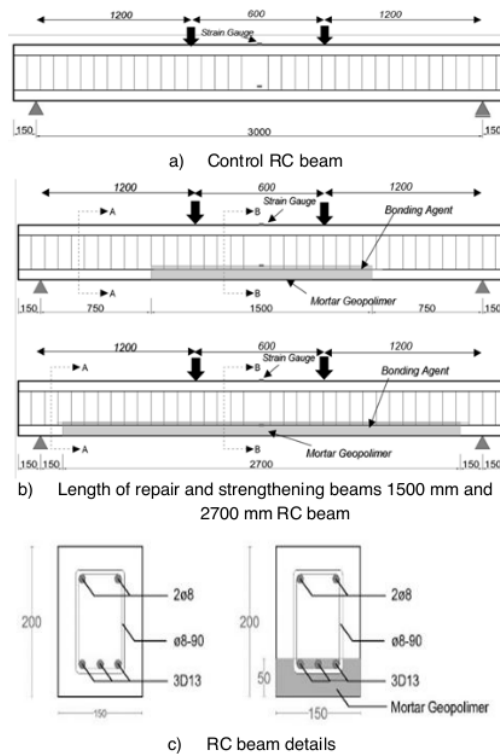 1200 600 1200
Strain Gauge
150 3000 150
a) Control RC beam
1200 600 1200
A B Strain Gauge Bonding Agent
A B Mortar Geopolimer
150 750 1500 750 150
1200 600 1200
Strain Gauge Bonding Agent
A B
A B Mortar Geopolimer
150 150 2700 150 150
b) Length of repair and strengthening beams 1500 mm and
2700 mm RC beam
2ø8 2ø8
200 ø8-90 200 ø8-90
3D13 50 3D13
150 150 Mortar Geopolimer
c) RC beam details